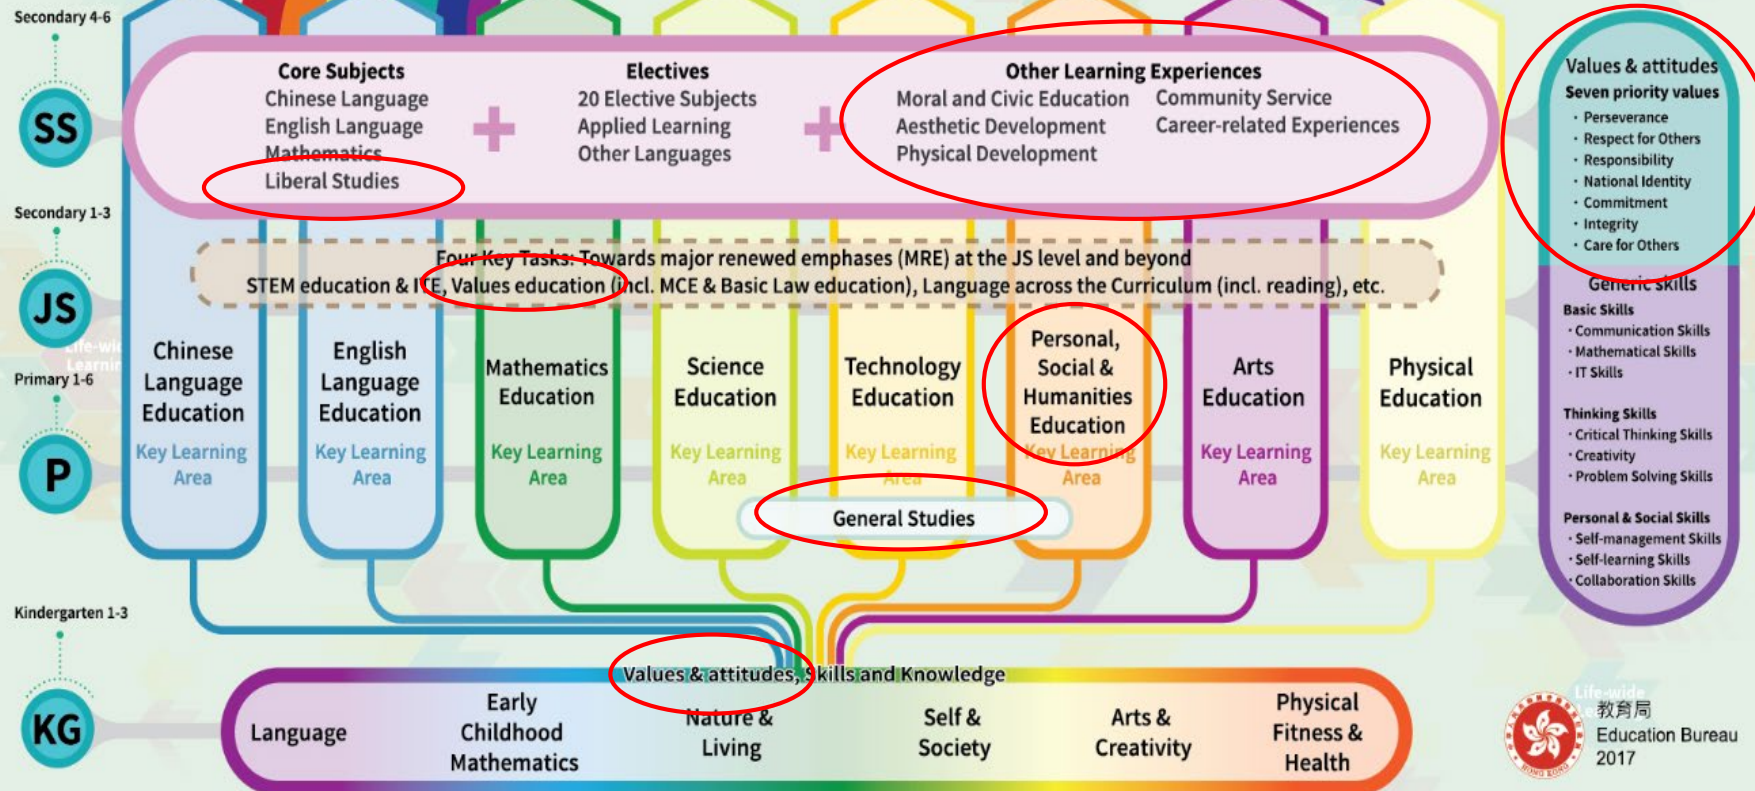 Secondary 4-6
SS
Core Subjects
Chinese Language
English Language
Mathematics
Liberal Studies
+
Electives
20 Elective Subjects
Applied Learning
Other Languages
+
Other Learning Experiences
Moral and Civic Education
Aesthetic Development
Physical Development
Community Service
Career-related Experiences
Secondary 1-3
JS
Four Key Tasks: Towards major renewed emphases (MRE) at the JS level and beyond
STEM education & ITE, Values education (incl. MCE & Basic Law education), Language across the Curriculum (incl. reading), etc.
Primary 1-6
P
Life-wide
Learning
Chinese
Language
Education
Key Learning
Area
English
Language
Education
Key Learning
Area
Mathematics
Education
Key Learning
Area
Science
Education
Key Learning
Area
Technology
Education
Key Learning
Area
Personal,
Social &
Humanities
Education
Key Learning
Area
Arts
Education
Key Learning
Area
Physical
Education
Key Learning
Area
General Studies
Kindergarten 1-3
KG
Values & attitudes, Skills and Knowledge
Language
Early
Childhood
Mathematics
Nature &
Living
Self &
Society
Arts &
Creativity
Physical
Fitness &
Health
Values & attitudes
Seven priority values
· Perseverance
· Respect for Others
· Responsibility
· National Identity
· Commitment
· Integrity
· Care for Others
Generic skills
Basic Skills
· Communication Skills
· Mathematical Skills
· IT Skills
Thinking Skills
· Critical Thinking Skills
· Creativity
· Problem Solving Skills
Personal & Social Skills
· Self-management Skills
· Self-learning Skills
· Collaboration Skills
Life-wide
教育局
Education Bureau
2017
HONG KONG